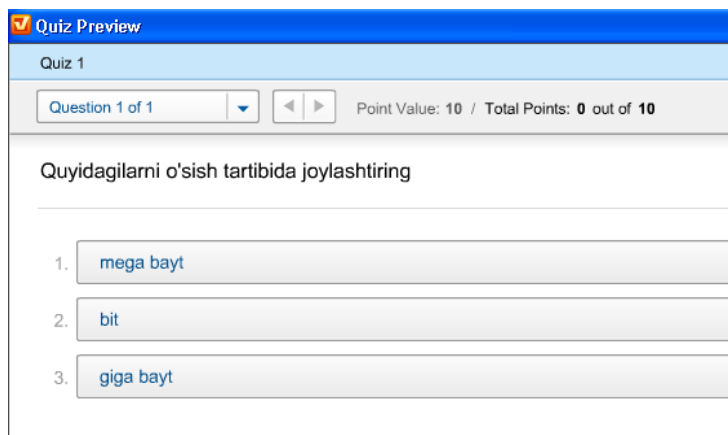 Quiz Preview
Quiz 1
Question 1 of 1 Point Value: 10 / Total Points: 0 out of 10
Quyidagilarni o'sish tartibida joylashtiring
1. mega bayt
2. bit
3. giga bayt